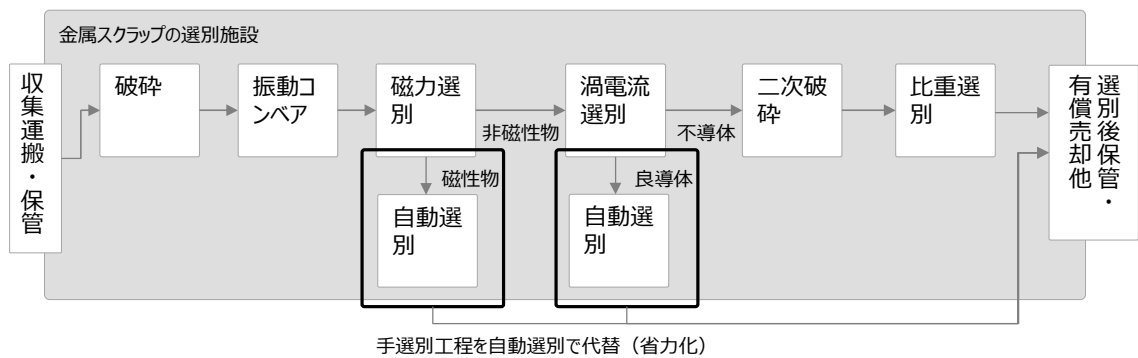 金属スクラップの選別施設
収集運搬・保管
破砕
振動コ
ンベア
磁力選
別
非磁性物
渦電流
選別
不導体
二次破
砕
比重選
別
選別後保管・
有償売却他
磁性物
自動選
別
良導体
自動選
別
手選別工程を自動選別で代替（省力化）